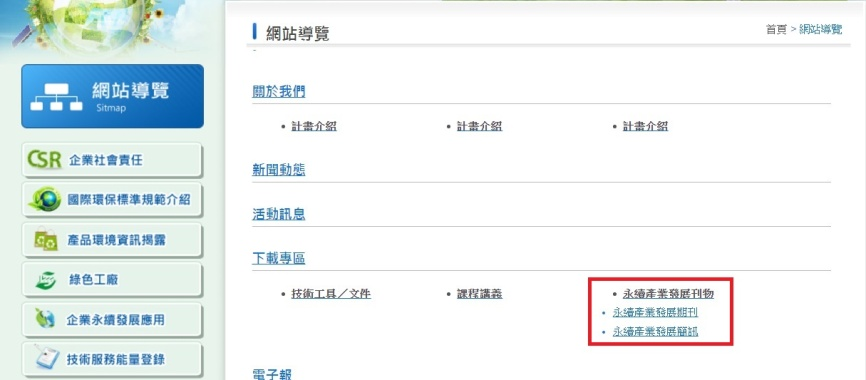 網站導覽
首頁 > 網站導覽
網站導覽
Sitemap
CSR 企業社會責任
國際環保標準規範介紹
產品環境資訊揭露
綠色工廠
企業永續發展應用
技術服務能量登錄
關於我們
• 計畫介紹 • 計畫介紹 • 計畫介紹
新聞動態
活動訊息
下載專區
• 技術工具／文件 • 課程講義 • 永續產業發展刊物
• 永續產業發展期刊
• 永續產業發展簡訊
電子報